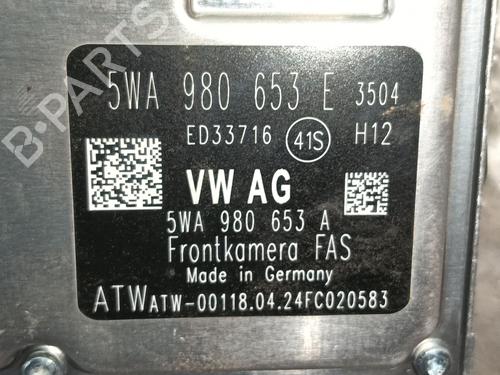 B-PARTS
5WA 980 653 E 3504
ED33716 41S H12
VW AG
5WA 980 653 A
Frontkamera FAS
Made in Germany
ATW ATW-00118.04.24FC020583